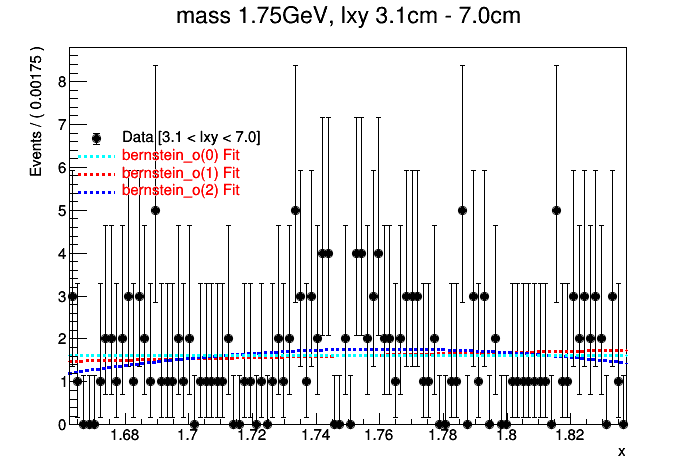 mass 1.75GeV, lxy 3.1cm - 7.0cm
Events / ( 0.00175 )
8
7
6
5
4
3
2
1
0
Data [3.1 < lxy < 7.0]
bernstein_o(0) Fit
bernstein_o(1) Fit
bernstein_o(2) Fit
1.68 1.7 1.72 1.74 1.76 1.78 1.8 1.82
x